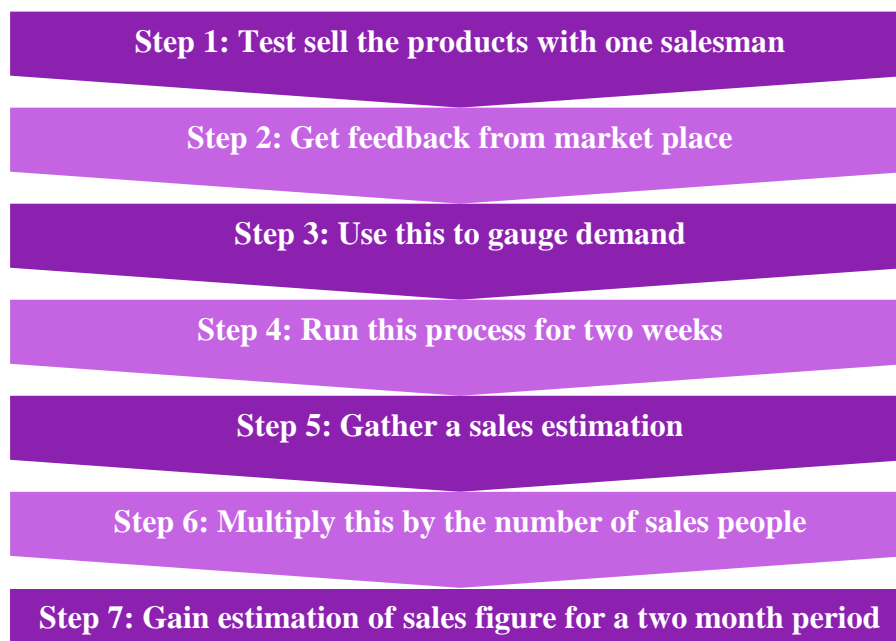 Step 1: Test sell the products with one salesman
Step 2: Get feedback from market place
Step 3: Use this to gauge demand
Step 4: Run this process for two weeks
Step 5: Gather a sales estimation
Step 6: Multiply this by the number of sales people
Step 7: Gain estimation of sales figure for a two month period